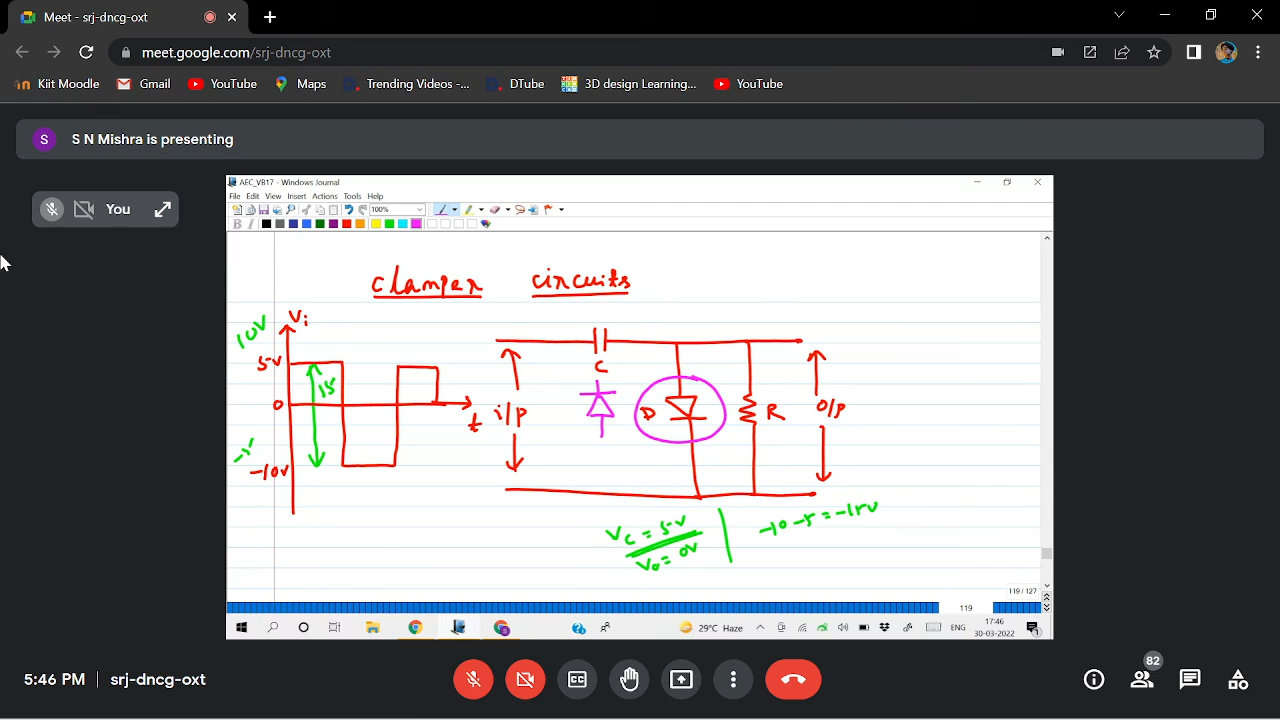 Meet - srj-dncg-oxt
meet.google.com/srj-dncg-oxt
Kiit Moodle Gmail YouTube Maps Trending Videos -... DTube 3D design Learning... YouTube
S
S N Mishra is presenting
You
AEC_VB17 - Windows Journal
File Edit View Insert Actions Tools Help
100%
B I
clamper circuits
Vi
10V
5V
15
0
t
-5
-10V
C
i/p
D
R
o/p
Vc = 5V
Vo = 0V
-10 -5 = -15V
119 / 127
119
29°C Haze
ENG
17:46
30-03-2022
1
5:46 PM
srj-dncg-oxt
CC
82